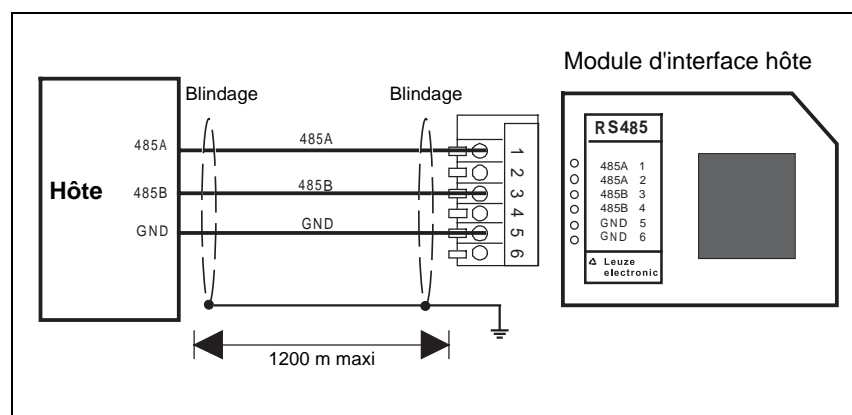 Module d'interface hôte
Blindage
Blindage
RS485
485A
485A
1
2
3
4
5
6
485A 1
485A 2
485B 3
485B 4
GND 5
GND 6
Hôte
485B
485B
GND
GND
Leuze
electronic
1200 m maxi